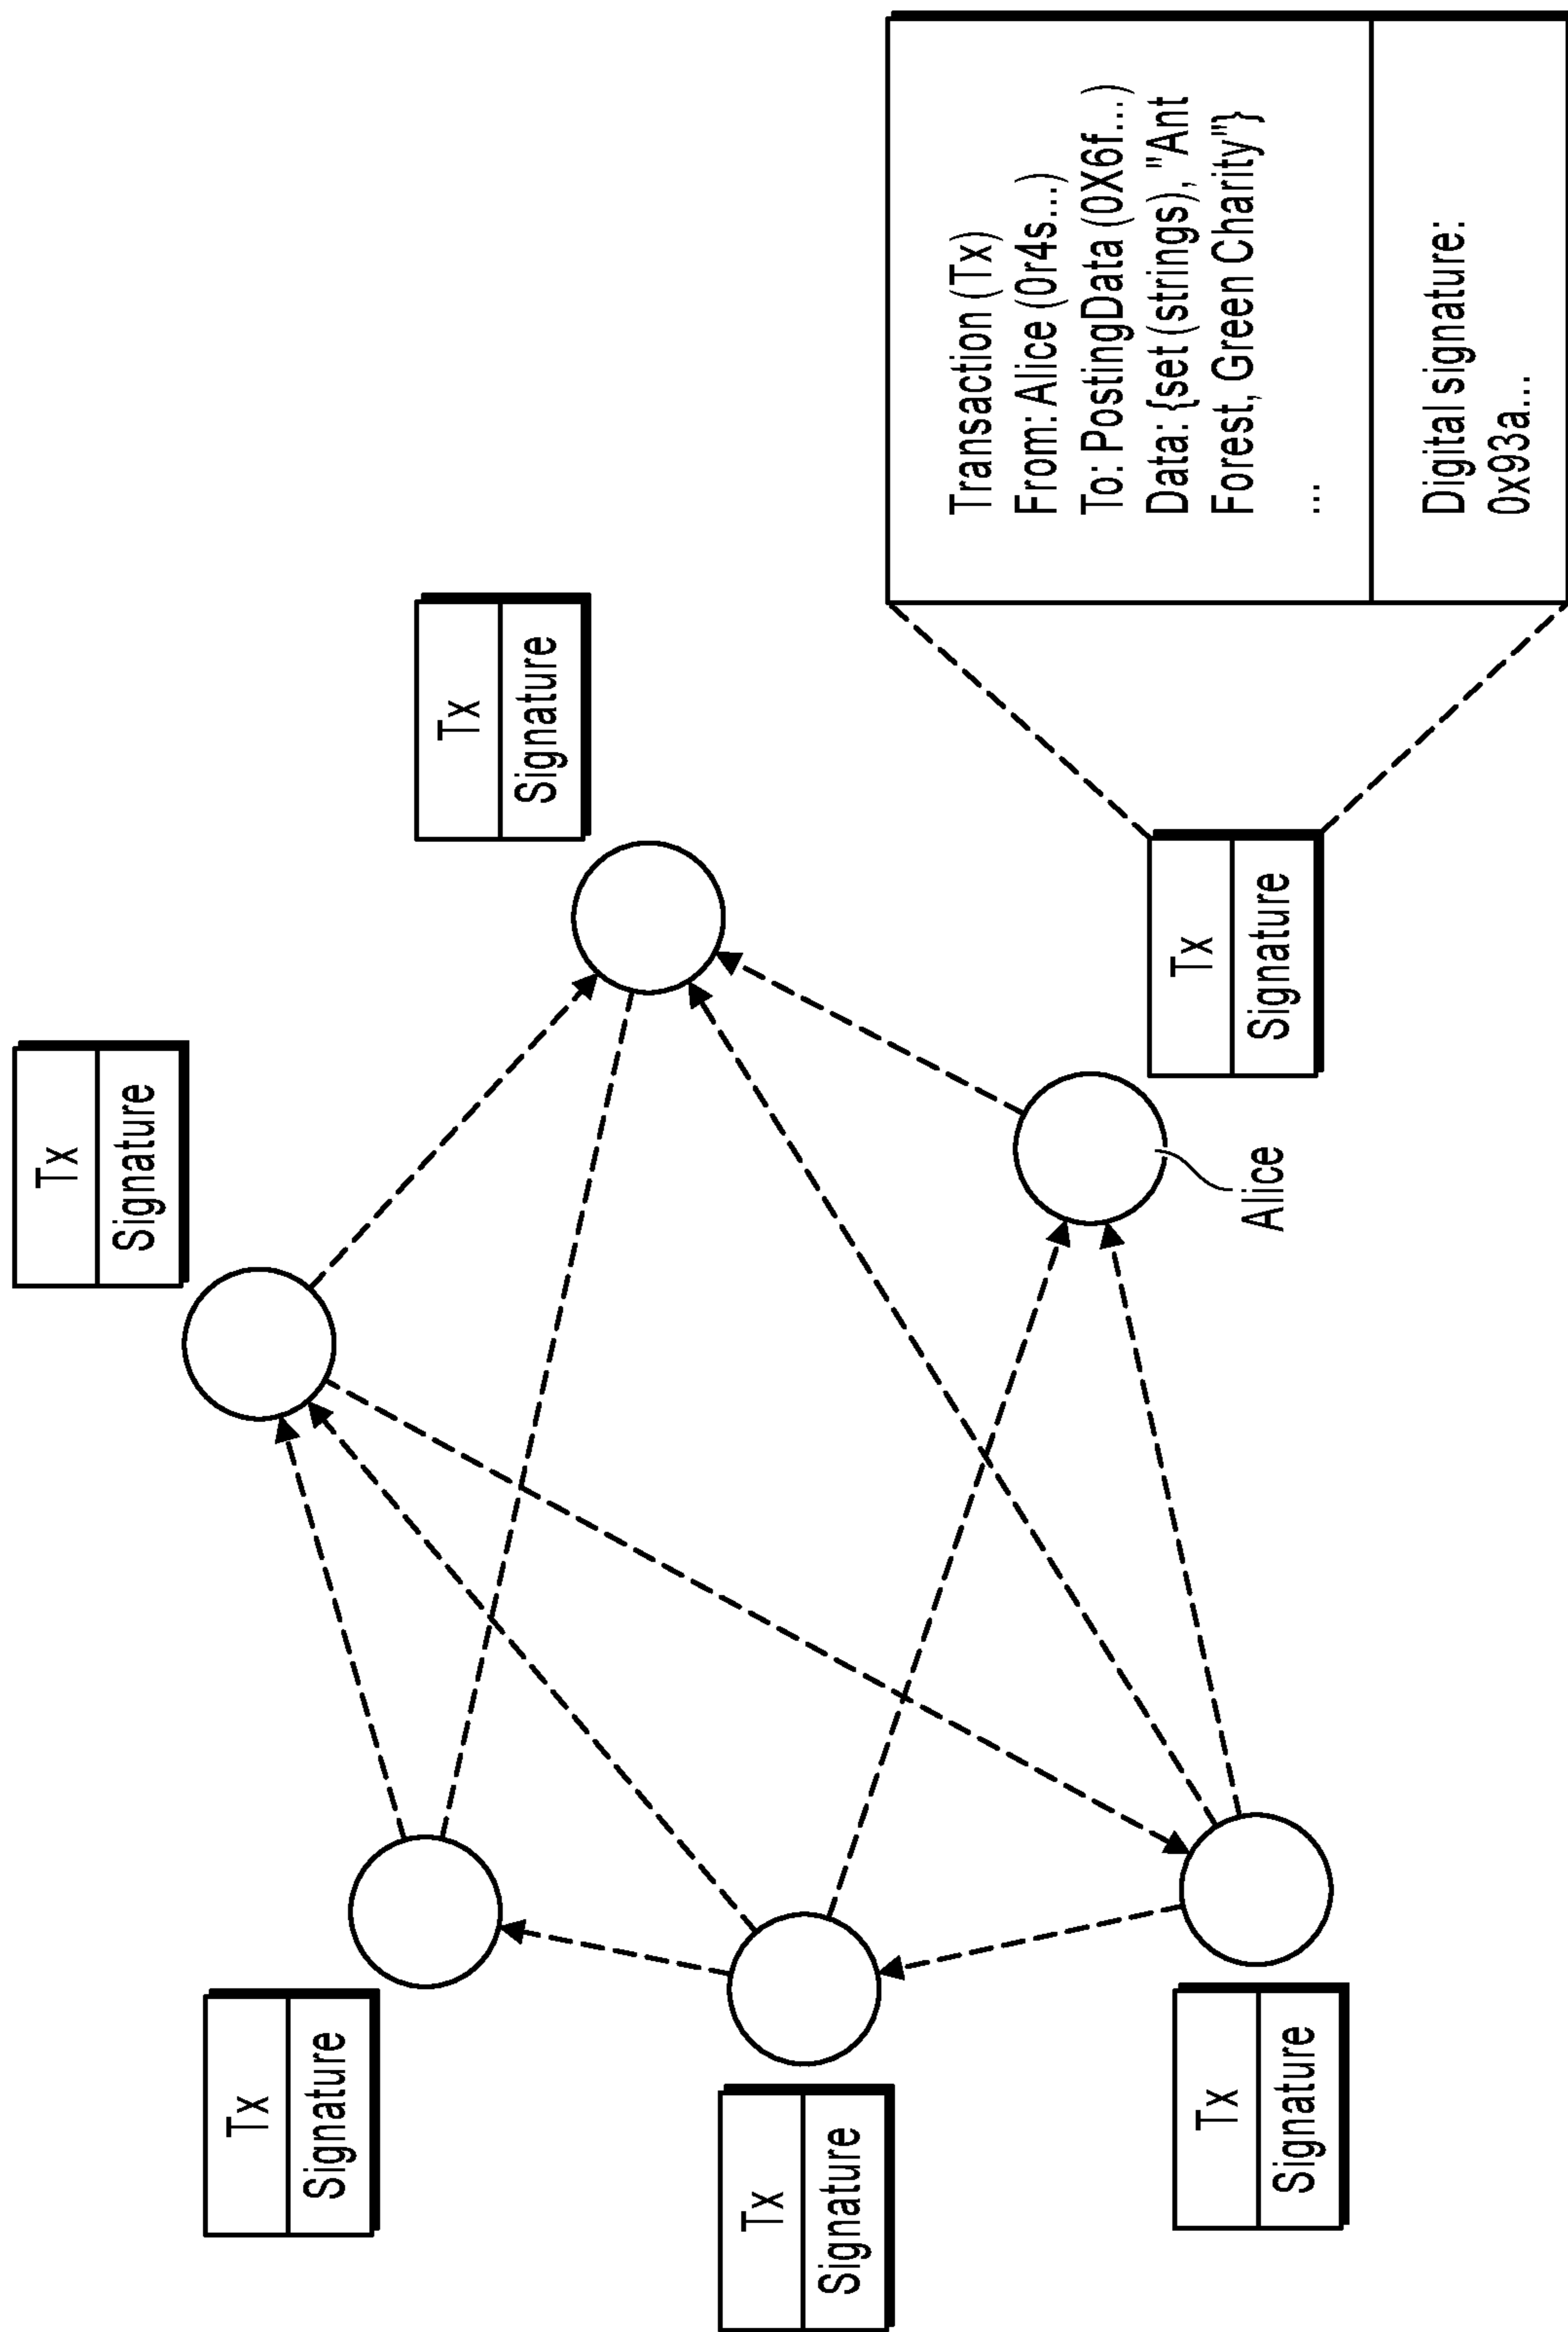 Tx
Signature
Tx
Signature
Tx
Signature
Tx
Signature
Transaction (Tx)
From: Alice (0r4s...)
To: PostingData (0X6f...)
Data: {set (strings), "Ant
Forest, Green Charity"}
...
Digital signature:
0x93a...
Tx
Signature
Alice
Tx
Signature